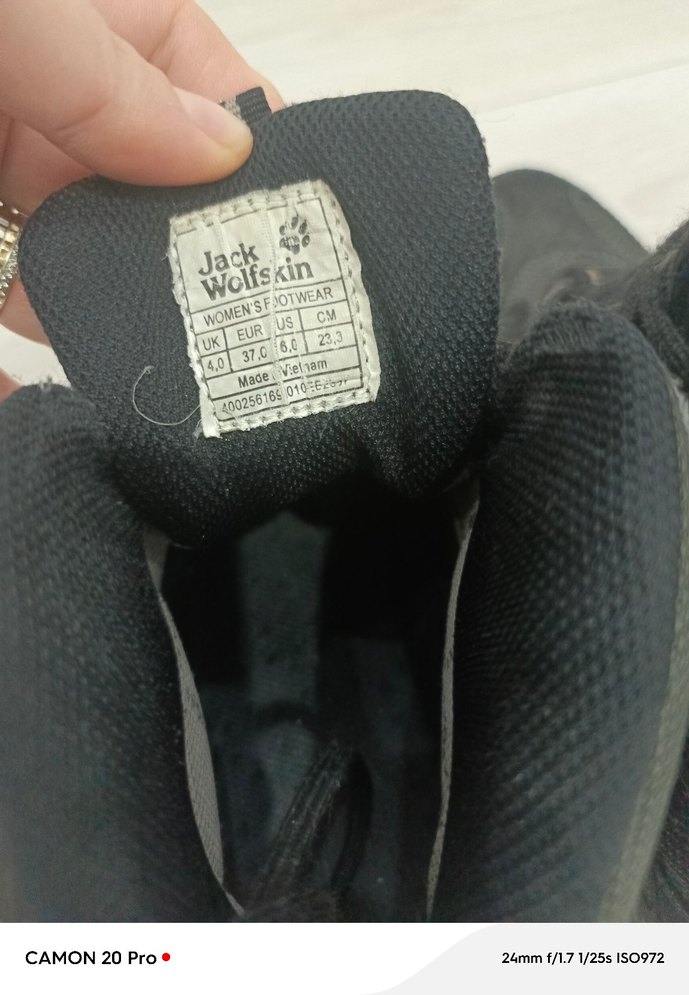 Jack
Wolfskin
WOMEN'S FOOTWEAR
UK EUR US CM
4,0 37,0 6,0 23,3
Made Vietnam
CAMON 20 Pro
24mm f/1.7 1/25s ISO972